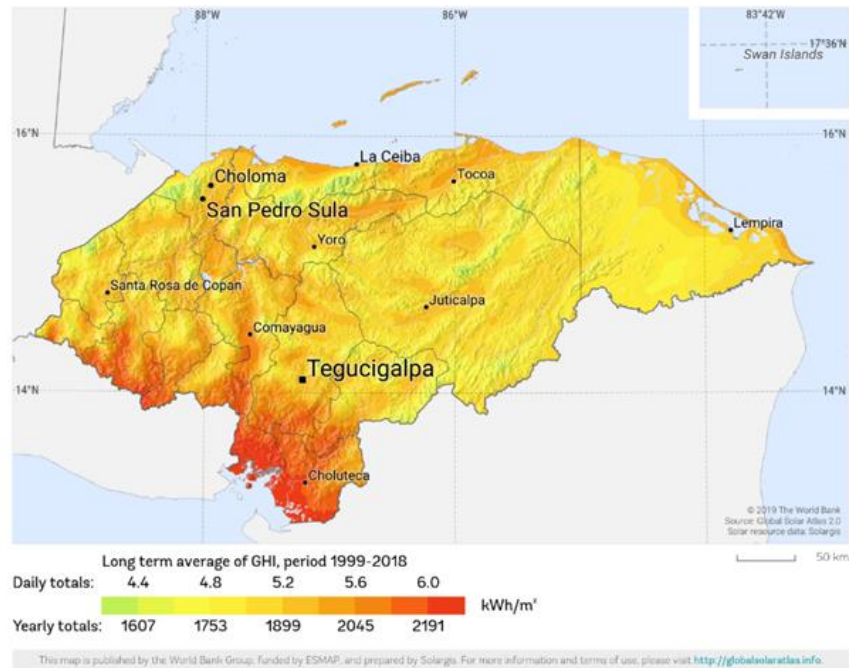 88°W 86°W 83°42'W
17°36'N
Swan Islands
16°N 16°N
La Ceiba
Choloma
Tocoa
San Pedro Sula
Lempira
Yoro
Santa Rosa de Copan
Juticalpa
Comayagua
Tegucigalpa
14°N 14°N
Choluteca
© 2019 The World Bank
Source: Global Solar Atlas 2.0
Solar resource data: Solargis
50 km
Long term average of GHI, period 1999-2018
Daily totals: 4.4 4.8 5.2 5.6 6.0
kWh/m²
Yearly totals: 1607 1753 1899 2045 2191
This map is published by the World Bank Group, funded by ESMAP, and prepared by Solargis. For more information and terms of use, please visit http://globalsolaratlas.info.